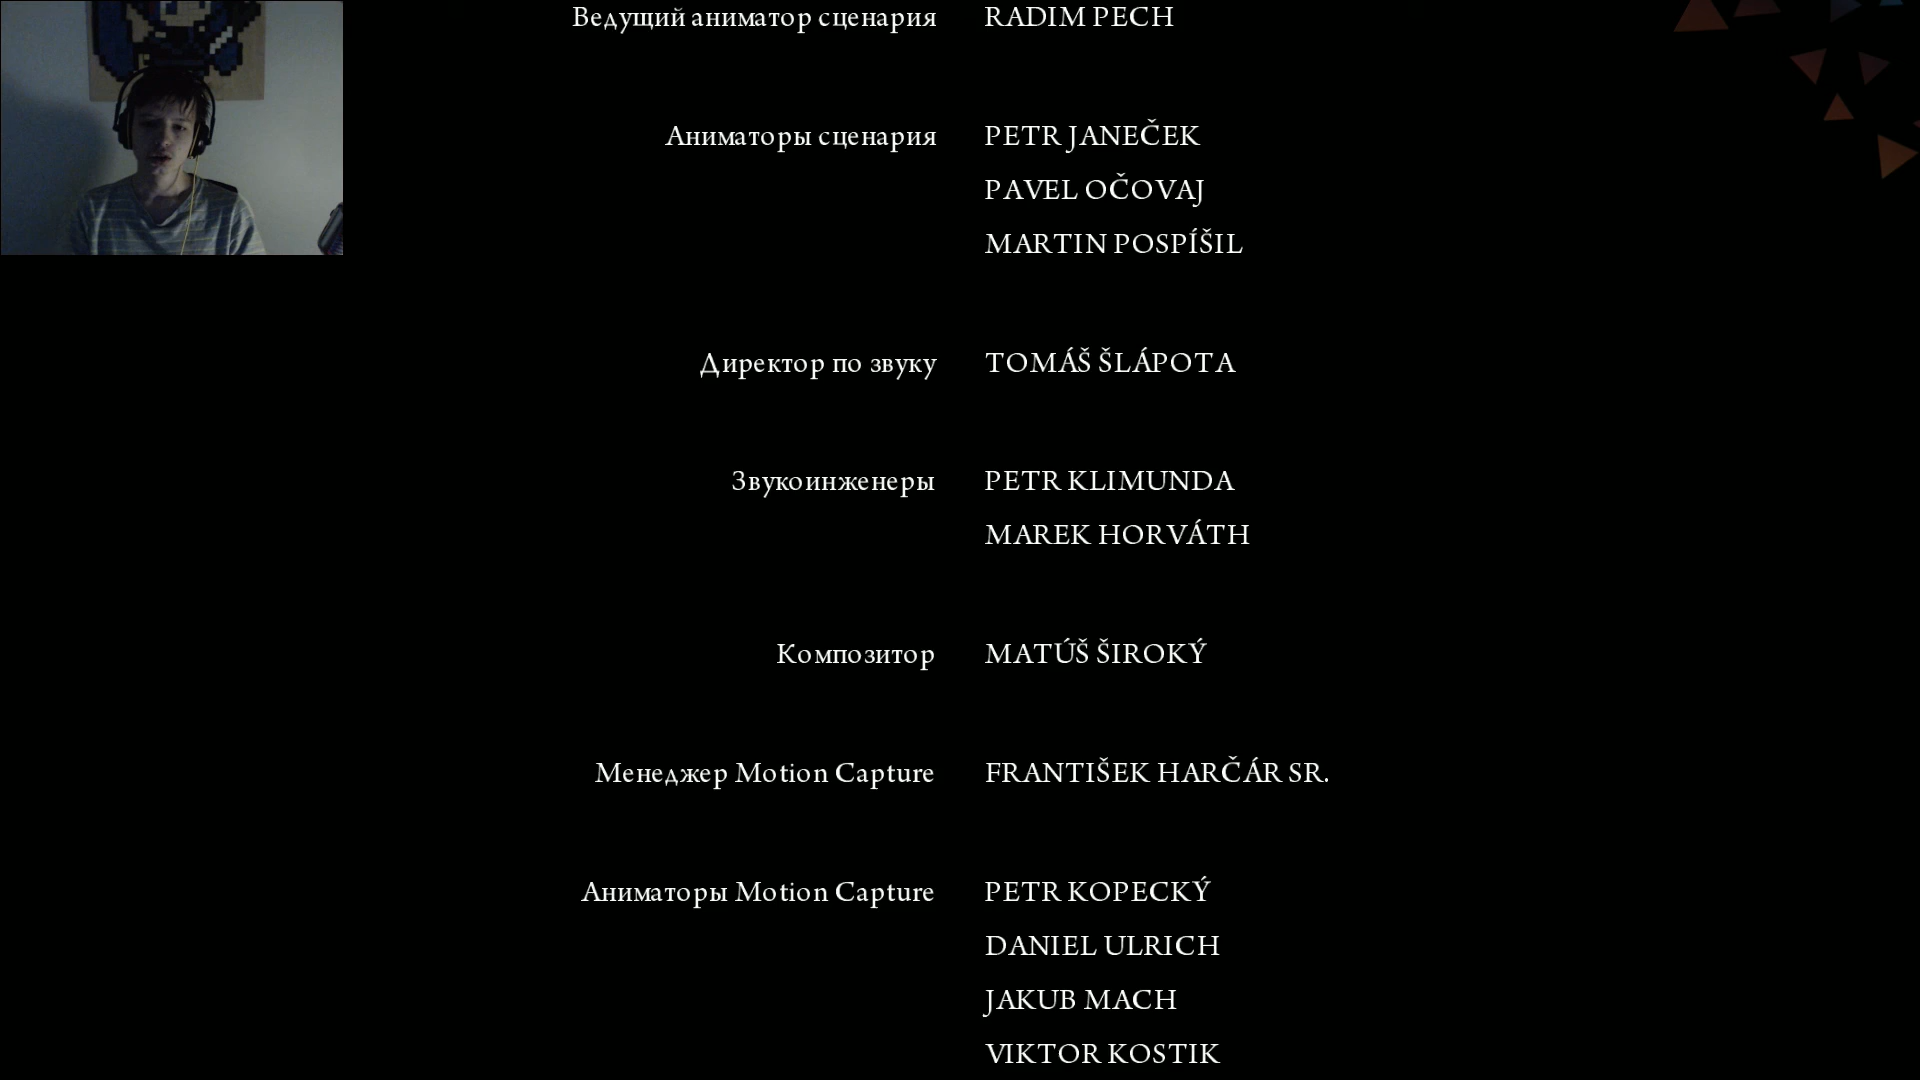 Ведущий аниматор сценария RADIM PECH
Аниматоры сценария PETR JANEČEK
PAVEL OČOVAJ
MARTIN POSPÍŠIL
Директор по звуку TOMÁŠ ŠLÁPOTA
Звукоинженеры PETR KLIMUNDA
MAREK HORVÁTH
Композитор MATÚŠ ŠIROKÝ
Менеджер Motion Capture FRANTIŠEK HARČÁR SR.
Аниматоры Motion Capture PETR KOPECKÝ
DANIEL ULRICH
JAKUB MACH
VIKTOR KOSTIK